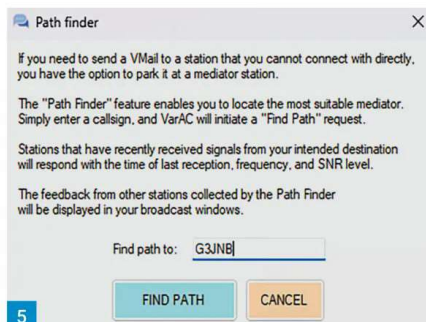 Path finder
If you need to send a VMail to a station that you cannot connect with directly,
you have the option to park it at a mediator station.
The "Path Finder" feature enables you to locate the most suitable mediator.
Simply enter a callsign, and VarAC will initiate a "Find Path" request.
Stations that have recently received signals from your intended destination
will respond with the time of last reception, frequency, and SNR level.
The feedback from other stations collected by the Path Finder
will be displayed in your broadcast windows.
Find path to: G3JNB
FIND PATH CANCEL
5